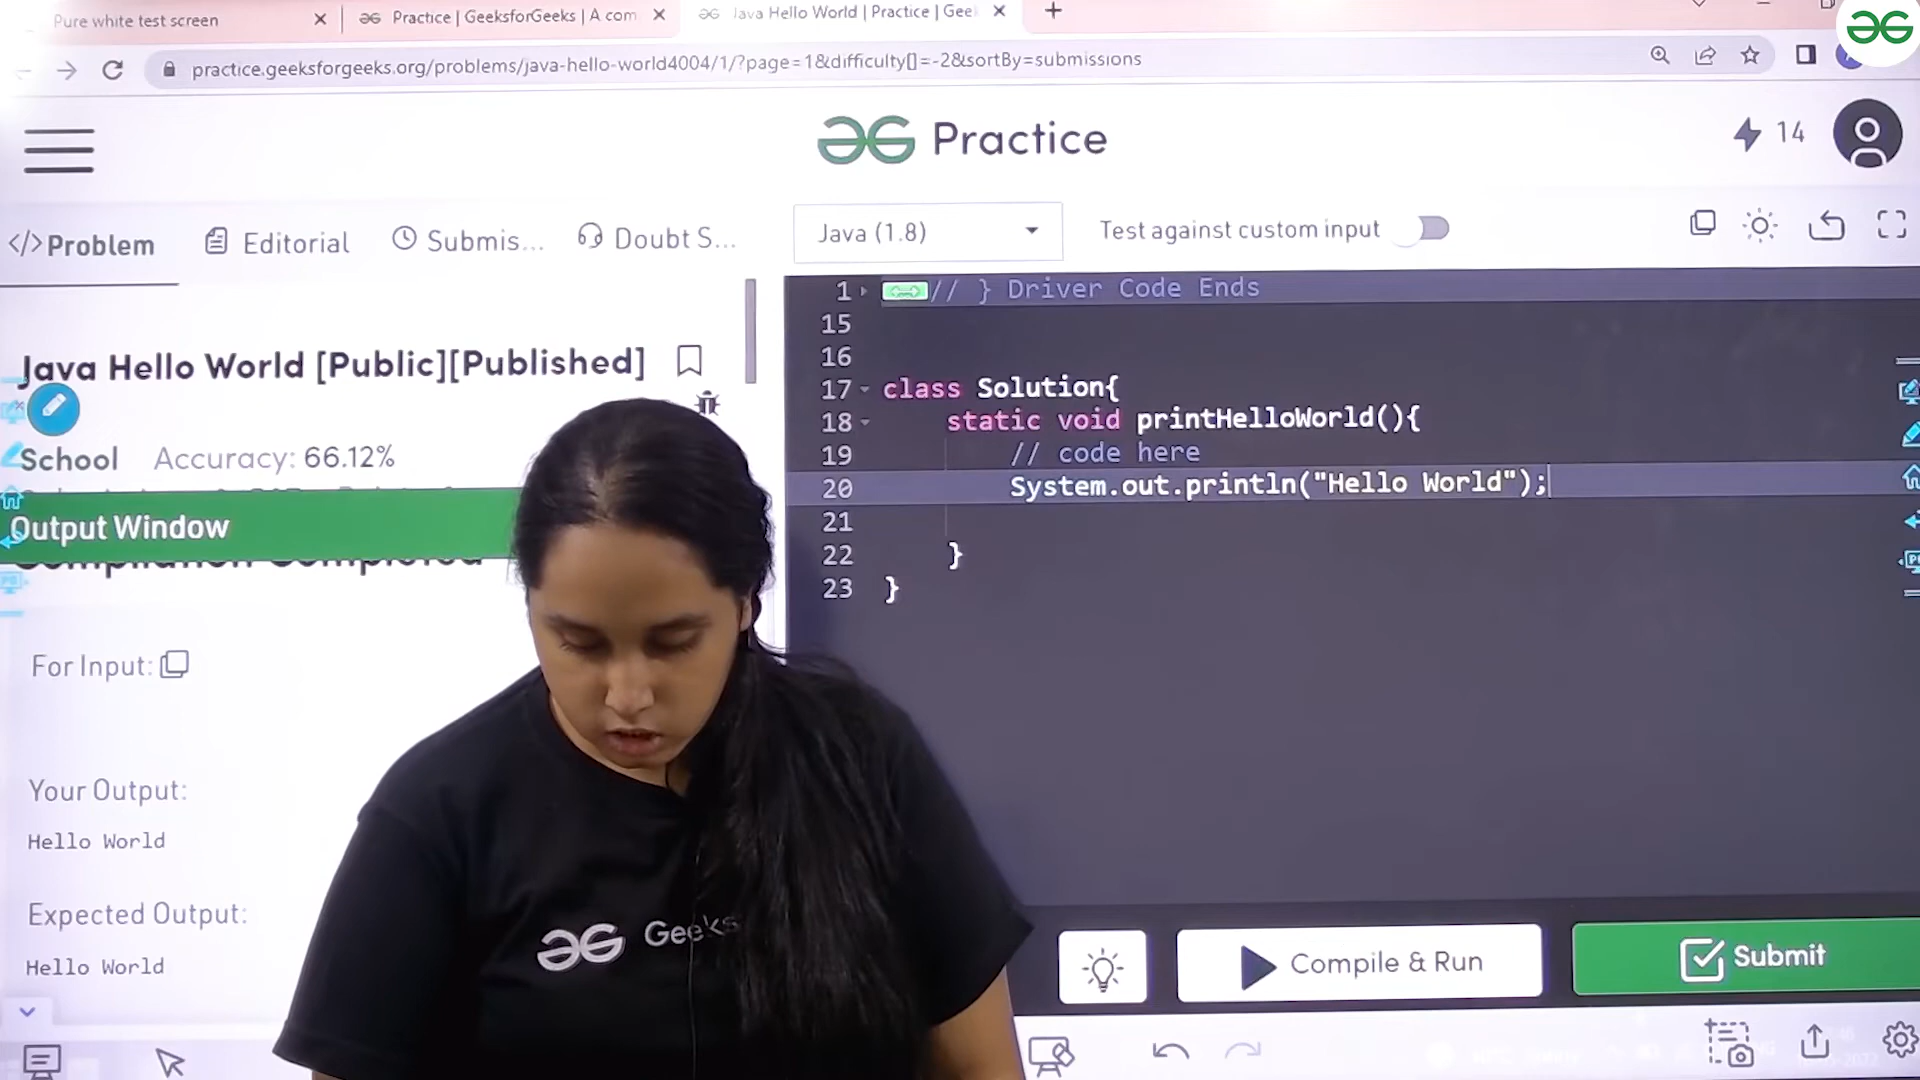 Pure white test screen
Practice | GeeksforGeeks | A com
Java Hello World | Practice | Gee
practice.geeksforgeeks.org/problems/java-hello-world4004/1/?page=1&difficulty[]=-2&sortBy=submissions
Practice
14
</>Problem
Editorial
Submis...
Doubt S...
Java (1.8)
Test against custom input
Java Hello World [Public][Published]
School Accuracy: 66.12%
Output Window
Compilation Completed
For Input:
Your Output:
Hello World
Expected Output:
Hello World
1 // } Driver Code Ends
15
16
17 class Solution{
18 static void printHelloWorld(){
19 // code here
20 System.out.println("Hello World");
21
22 }
23 }
Geeks
Compile & Run
Submit